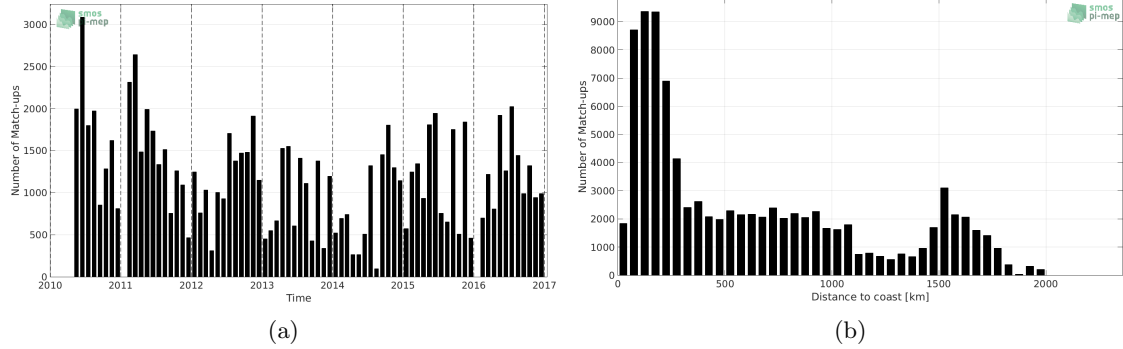 smos
pi-mep
3000
2500
2000
1500
1000
500
0
Number of Match-ups
2010 2011 2012 2013 2014 2015 2016 2017
Time
(a)
smos
pi-mep
9000
8000
7000
6000
5000
4000
3000
2000
1000
0
Number of Match-ups
0 500 1000 1500 2000
Distance to coast [km]
(b)